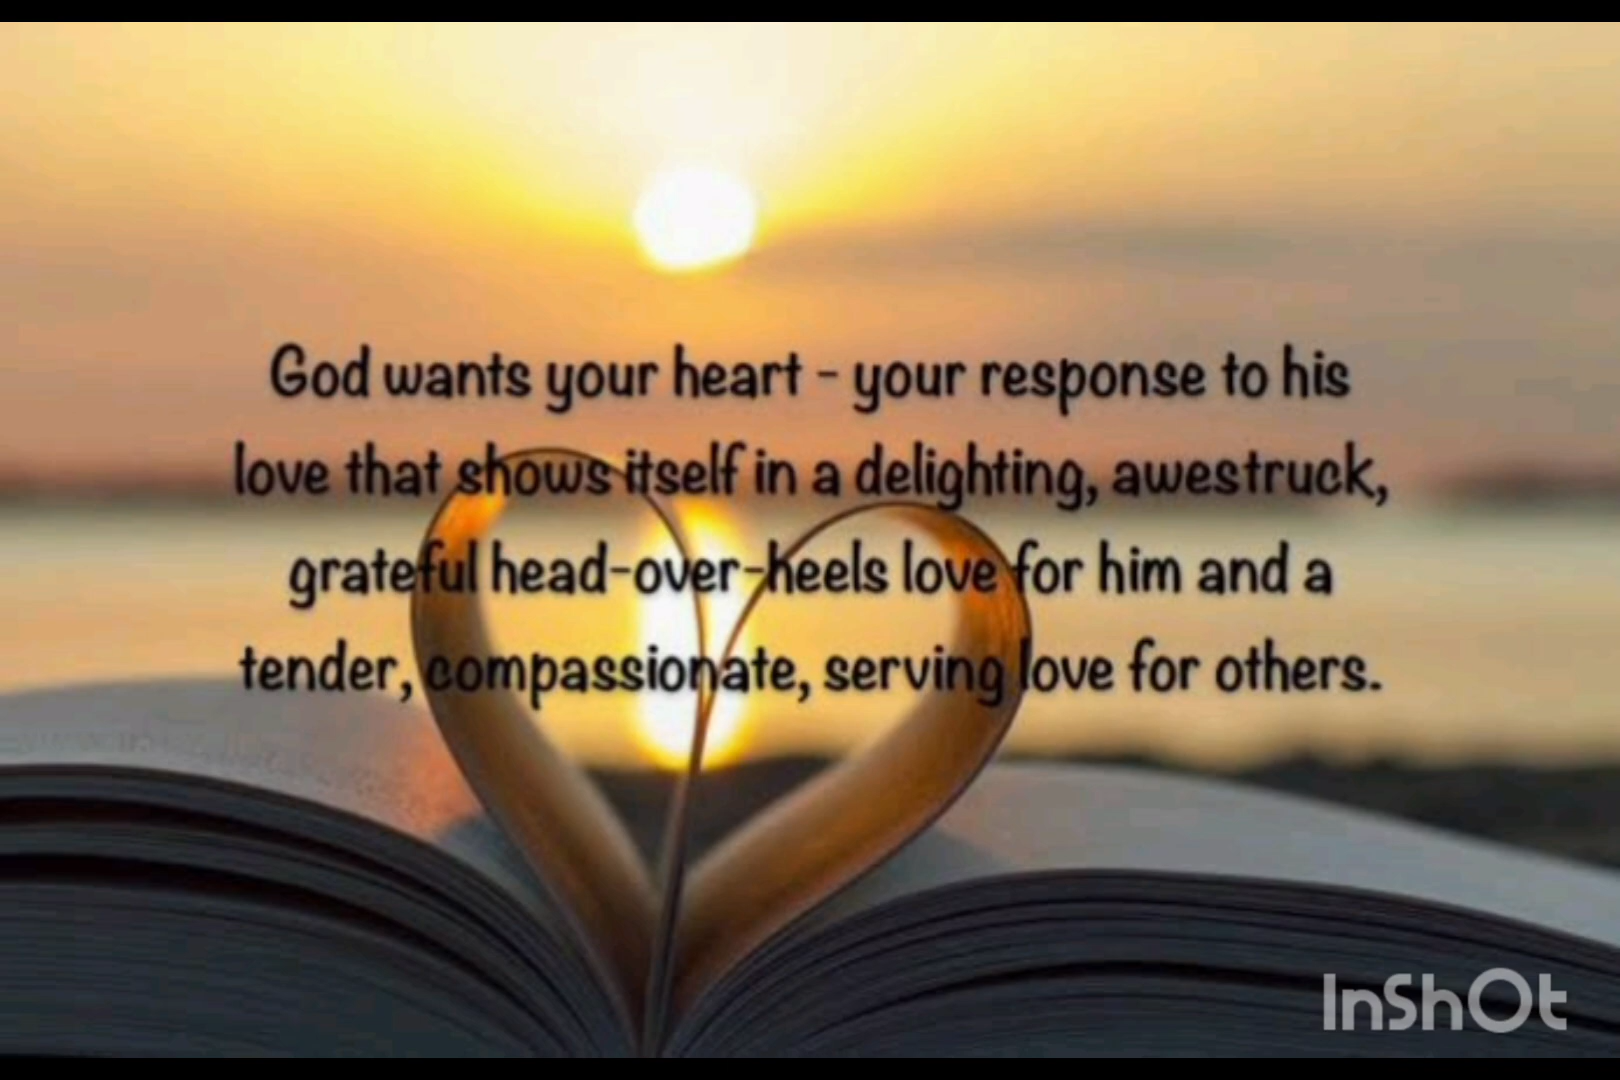 God wants your heart - your response to his
love that shows itself in a delighting, awestruck,
grateful head-over-heels love for him and a
tender, compassionate, serving love for others.
InShOt